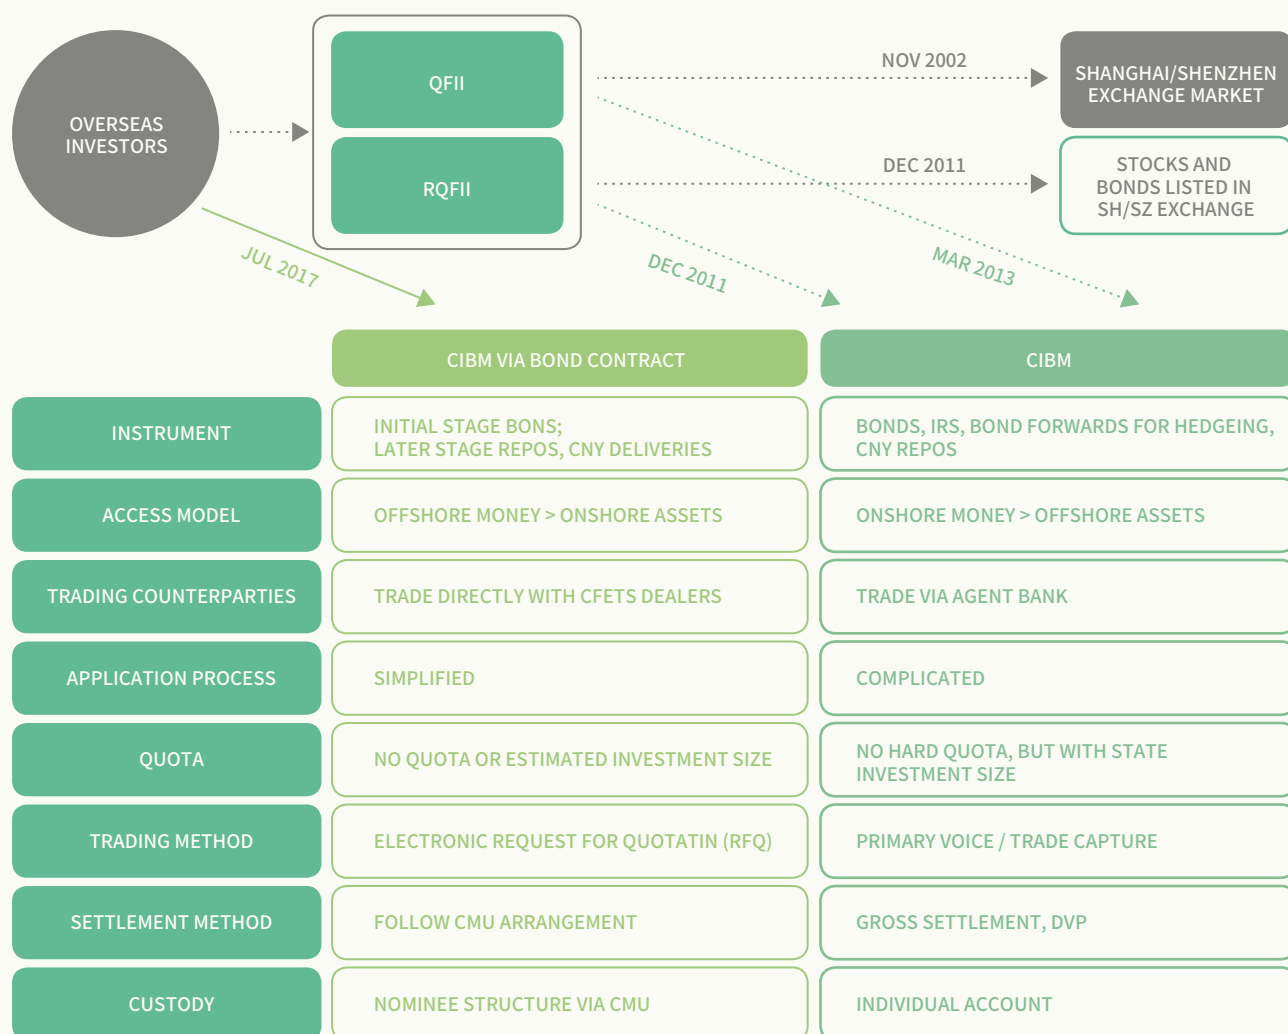 OVERSEAS
INVESTORS
QFII
RQFII
NOV 2002
SHANGHAI/SHENZHEN
EXCHANGE MARKET
DEC 2011
STOCKS AND
BONDS LISTED IN
SH/SZ EXCHANGE
JUL 2017
DEC 2011
MAR 2013
CIBM VIA BOND CONTRACT
CIBM
INSTRUMENT
INITIAL STAGE BONS;
LATER STAGE REPOS, CNY DELIVERIES
BONDS, IRS, BOND FORWARDS FOR HEDGEING,
CNY REPOS
ACCESS MODEL
OFFSHORE MONEY > ONSHORE ASSETS
ONSHORE MONEY > OFFSHORE ASSETS
TRADING COUNTERPARTIES
TRADE DIRECTLY WITH CFETS DEALERS
TRADE VIA AGENT BANK
APPLICATION PROCESS
SIMPLIFIED
COMPLICATED
QUOTA
NO QUOTA OR ESTIMATED INVESTMENT SIZE
NO HARD QUOTA, BUT WITH STATE
INVESTMENT SIZE
TRADING METHOD
ELECTRONIC REQUEST FOR QUOTATIN (RFQ)
PRIMARY VOICE / TRADE CAPTURE
SETTLEMENT METHOD
FOLLOW CMU ARRANGEMENT
GROSS SETTLEMENT, DVP
CUSTODY
NOMINEE STRUCTURE VIA CMU
INDIVIDUAL ACCOUNT